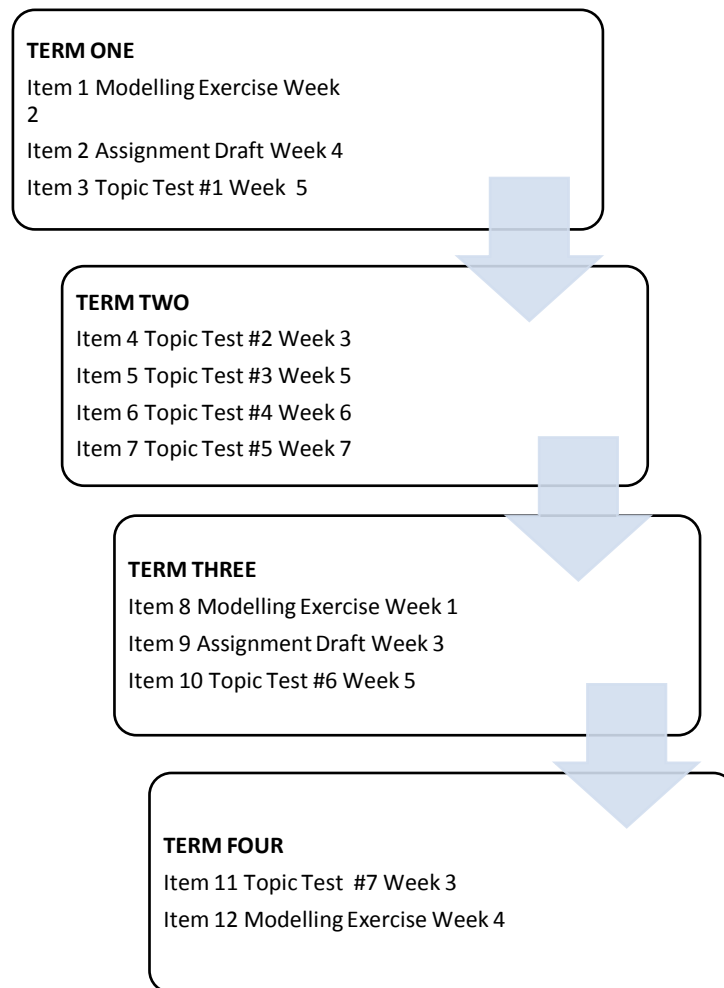 TERM ONE
Item 1 Modelling Exercise Week
2
Item 2 Assignment Draft Week 4
Item 3 Topic Test #1 Week 5
TERM TWO
Item 4 Topic Test #2 Week 3
Item 5 Topic Test #3 Week 5
Item 6 Topic Test #4 Week 6
Item 7 Topic Test #5 Week 7
TERM THREE
Item 8 Modelling Exercise Week 1
Item 9 Assignment Draft Week 3
Item 10 Topic Test #6 Week 5
TERM FOUR
Item 11 Topic Test #7 Week 3
Item 12 Modelling Exercise Week 4